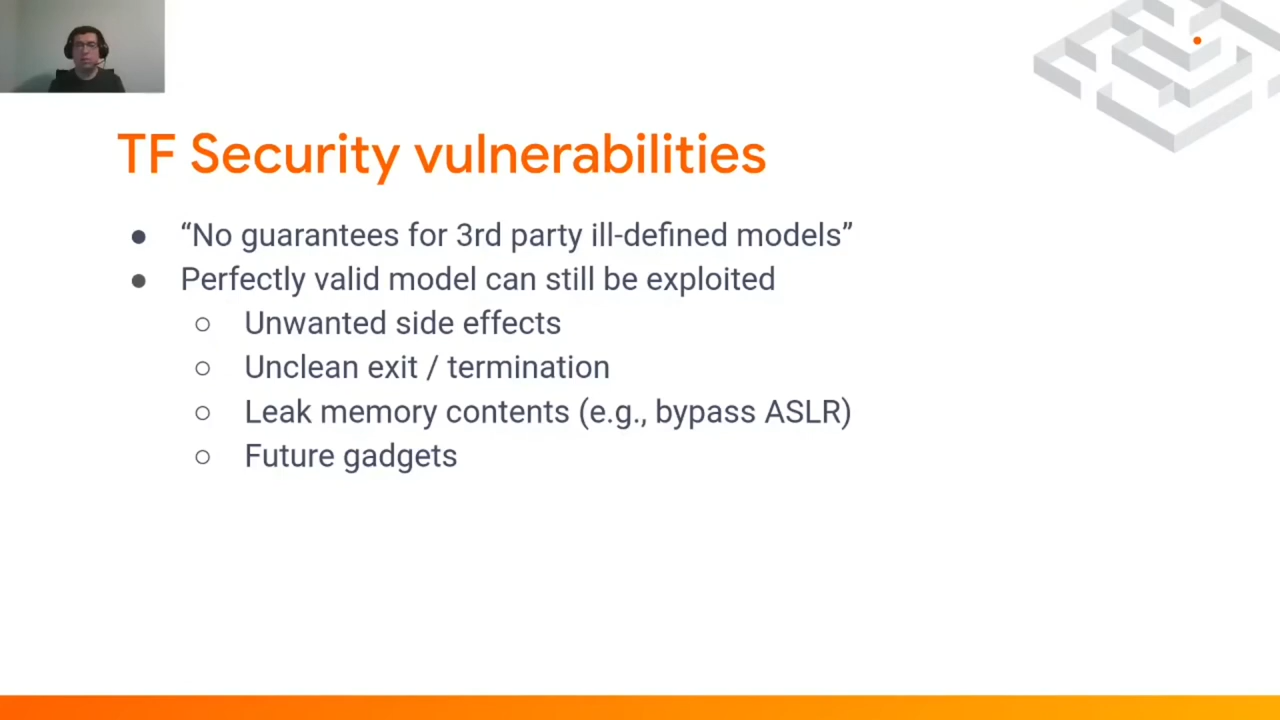 TF Security vulnerabilities
● “No guarantees for 3rd party ill-defined models”
● Perfectly valid model can still be exploited
○ Unwanted side effects
○ Unclean exit / termination
○ Leak memory contents (e.g., bypass ASLR)
○ Future gadgets